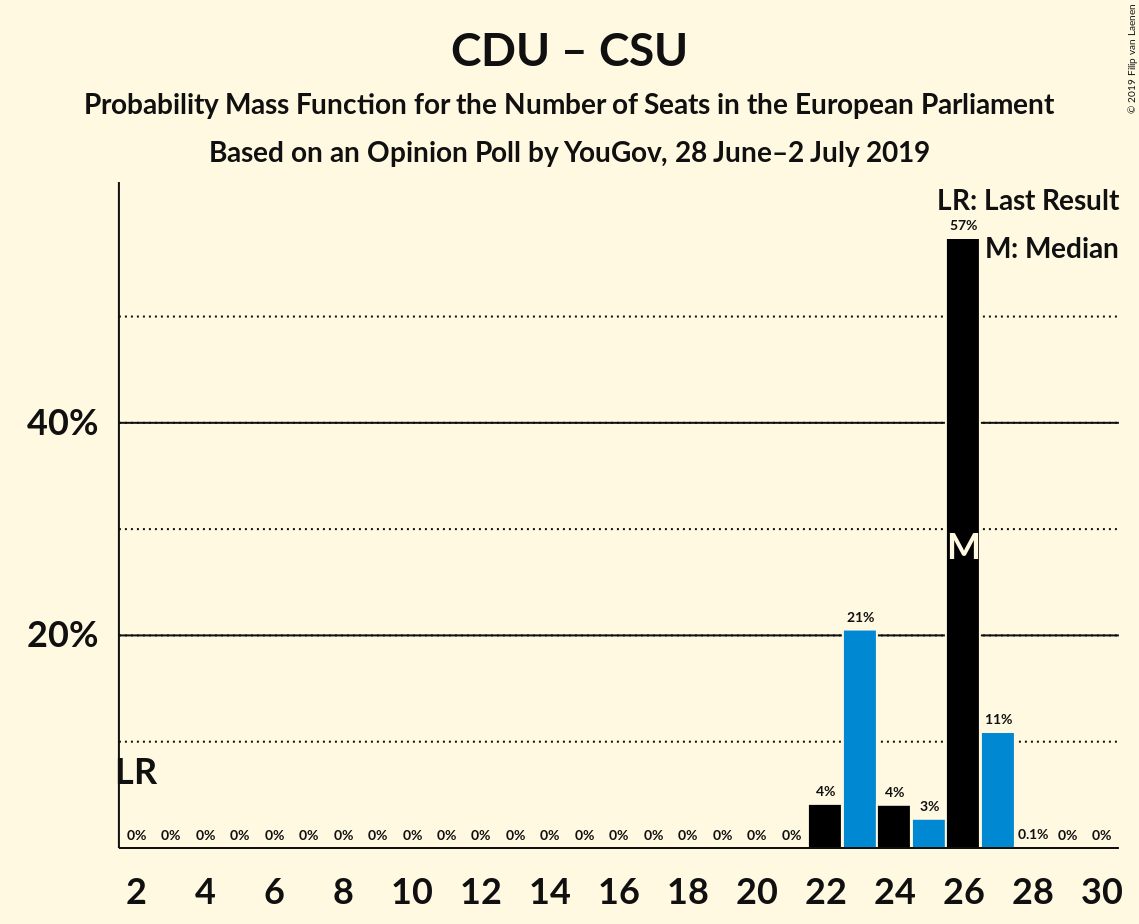 CDU – CSU
Probability Mass Function for the Number of Seats in the European Parliament
Based on an Opinion Poll by YouGov, 28 June–2 July 2019
© 2019 Filip van Laenen
LR: Last Result
M: Median
57%
40%
M
21%
20%
11%
LR
4%
4%
3%
0% 0% 0% 0% 0% 0% 0% 0% 0% 0% 0% 0% 0% 0% 0% 0% 0% 0% 0% 0% 0.1% 0% 0%
2 4 6 8 10 12 14 16 18 20 22 24 26 28 30